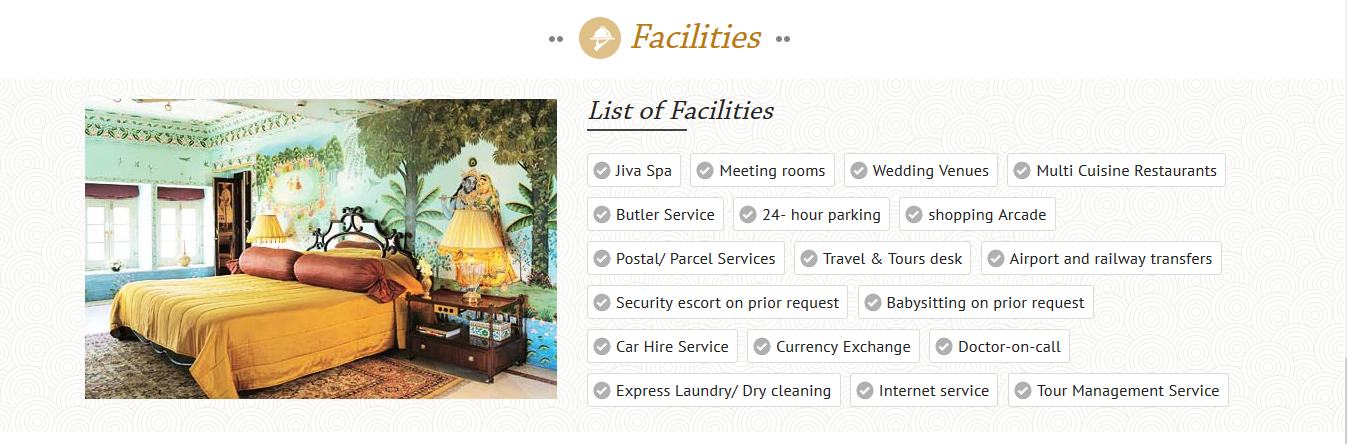 Facilities
List of Facilities
Jiva Spa Meeting rooms Wedding Venues Multi Cuisine Restaurants
Butler Service 24- hour parking shopping Arcade
Postal/ Parcel Services Travel & Tours desk Airport and railway transfers
Security escort on prior request Babysitting on prior request
Car Hire Service Currency Exchange Doctor-on-call
Express Laundry/ Dry cleaning Internet service Tour Management Service